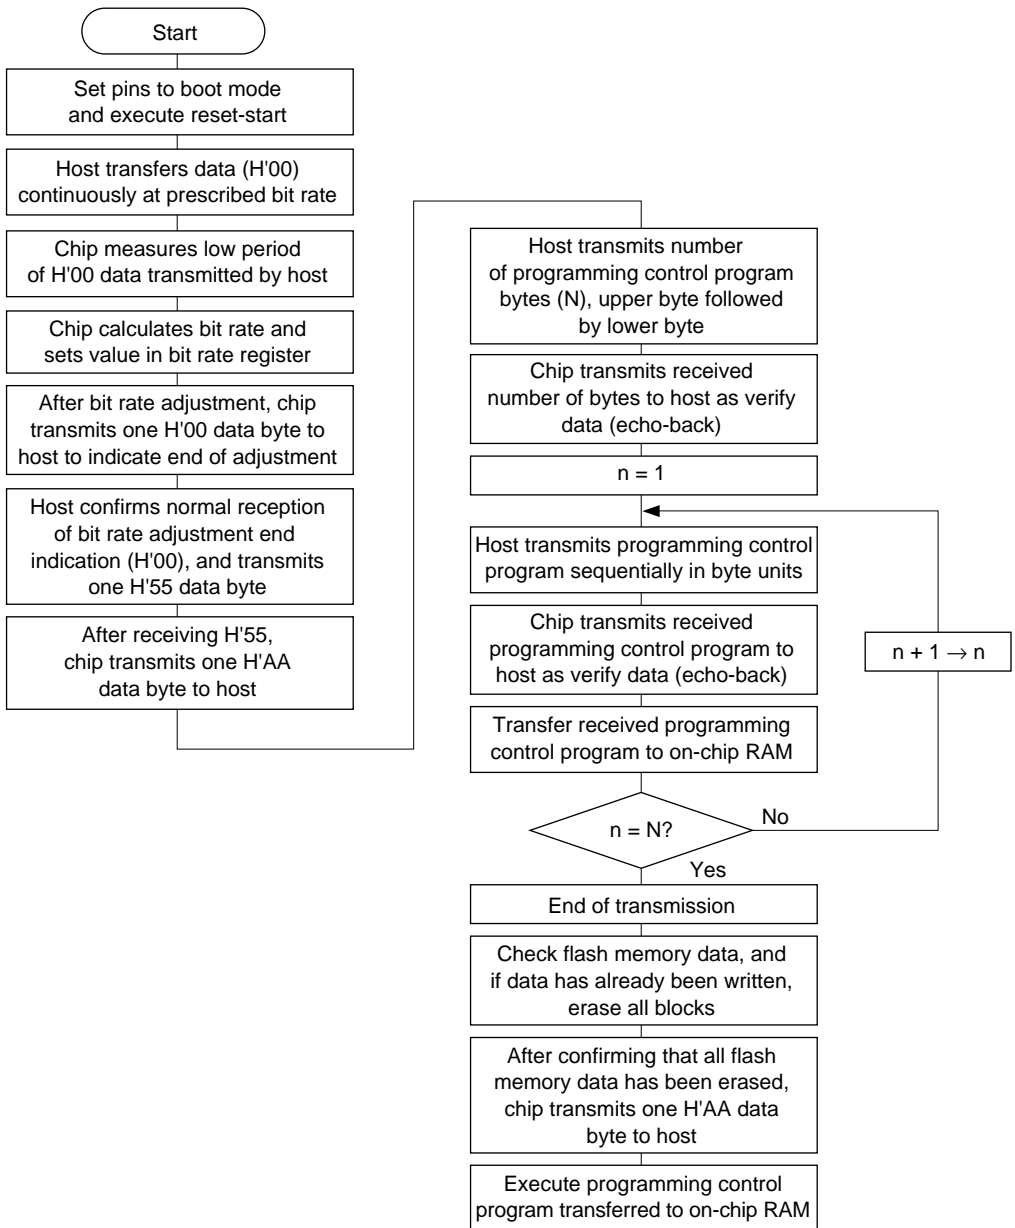 Start
Set pins to boot mode
and execute reset-start
Host transfers data (H'00)
continuously at prescribed bit rate
Chip measures low period
of H'00 data transmitted by host
Chip calculates bit rate and
sets value in bit rate register
After bit rate adjustment, chip
transmits one H'00 data byte to
host to indicate end of adjustment
Host confirms normal reception
of bit rate adjustment end
indication (H'00), and transmits
one H'55 data byte
After receiving H'55,
chip transmits one H'AA
data byte to host
Host transmits number
of programming control program
bytes (N), upper byte followed
by lower byte
Chip transmits received
number of bytes to host as verify
data (echo-back)
n = 1
Host transmits programming control
program sequentially in byte units
Chip transmits received
programming control program to
host as verify data (echo-back)
n + 1 → n
Transfer received programming
control program to on-chip RAM
n = N?
No
Yes
End of transmission
Check flash memory data, and
if data has already been written,
erase all blocks
After confirming that all flash
memory data has been erased,
chip transmits one H'AA data
byte to host
Execute programming control
program transferred to on-chip RAM